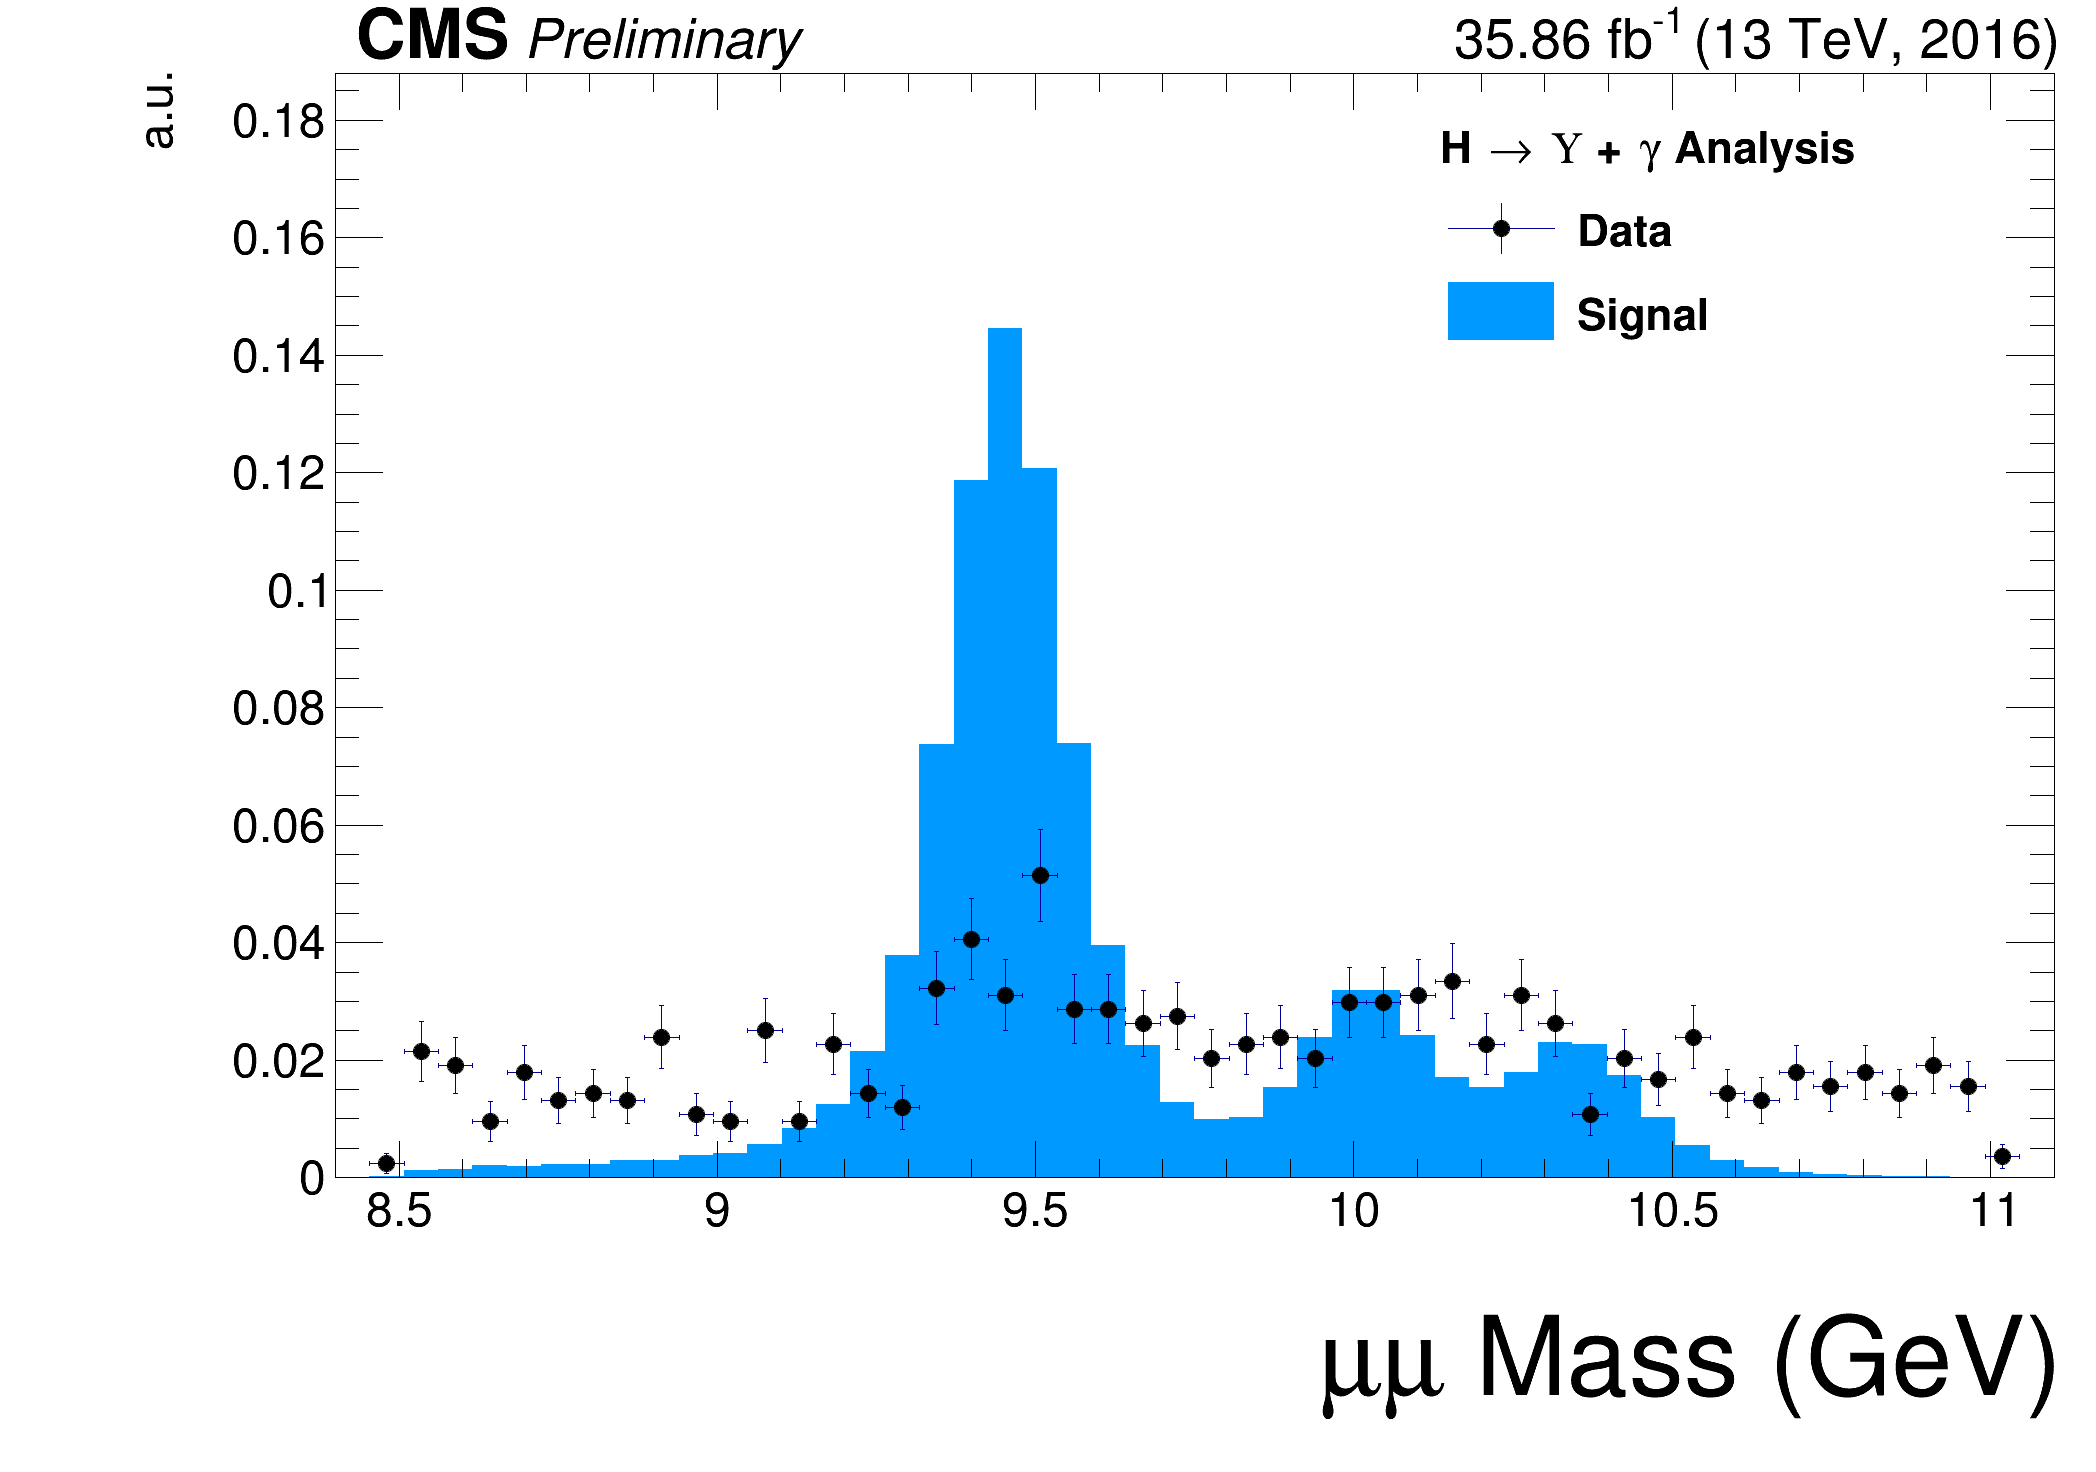 CMS Preliminary 35.86 fb⁻¹ (13 TeV, 2016)
a.u.
H → Υ + γ Analysis
Data
Signal
0.18
0.16
0.14
0.12
0.1
0.08
0.06
0.04
0.02
0
8.5 9 9.5 10 10.5 11
μμ Mass (GeV)